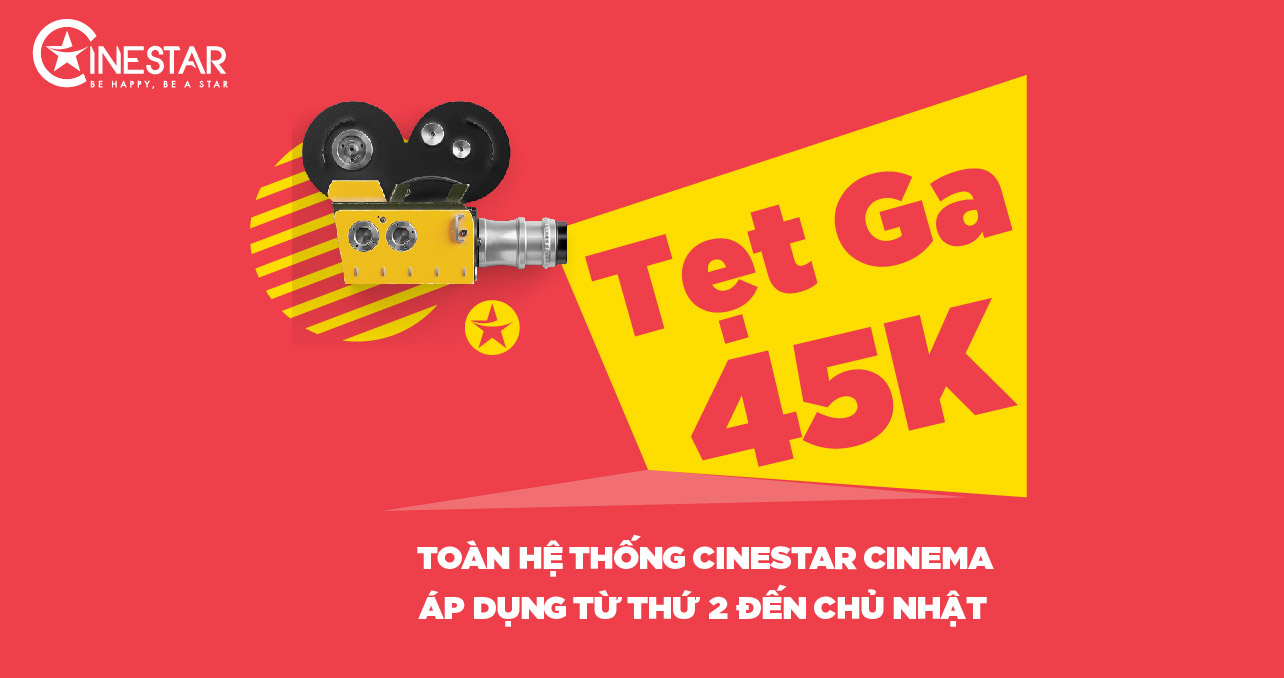 CINESTAR
BE HAPPY, BE A STAR
Tẹt Ga
45K
TOÀN HỆ THỐNG CINESTAR CINEMA
ÁP DỤNG TỪ THỨ 2 ĐẾN CHỦ NHẬT